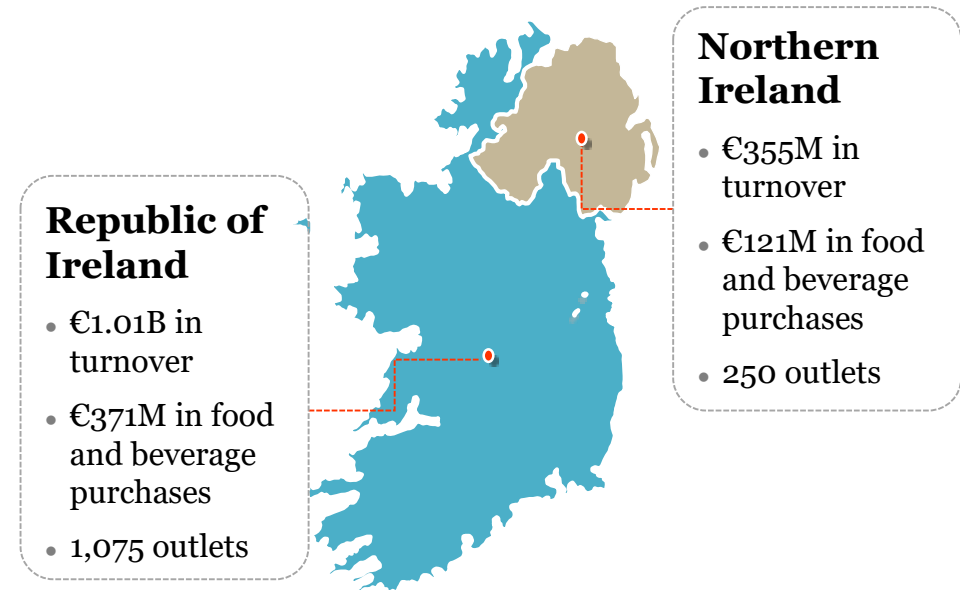 Republic of
Ireland
• €1.01B in
turnover
• €371M in food
and beverage
purchases
• 1,075 outlets
Northern
Ireland
• €355M in
turnover
• €121M in food
and beverage
purchases
• 250 outlets